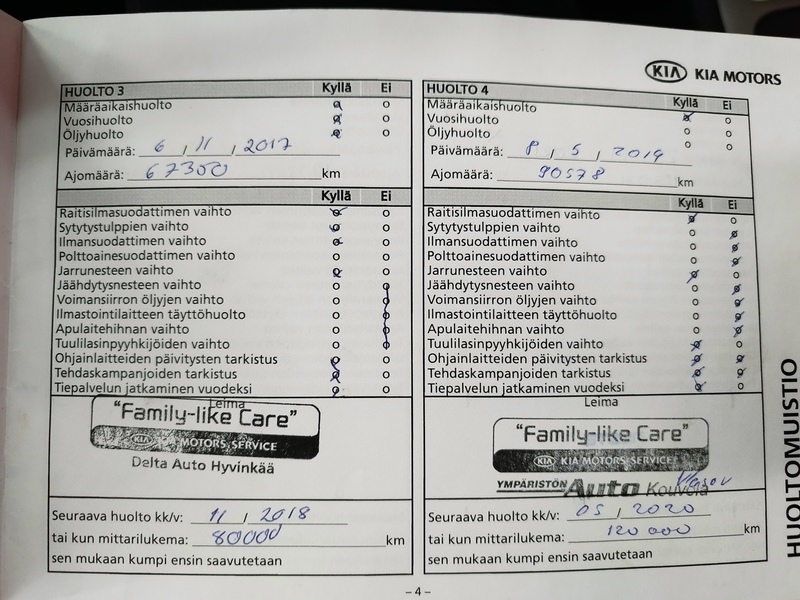 KIA KIA MOTORS
HUOLTO 3 Kyllä Ei
Määräaikaishuolto
Vuosihuolto
Öljyhuolto
Päivämäärä: 6 / 11 / 2017
Ajomäärä: 67300 km
Kyllä Ei
Raitisilmasuodattimen vaihto
Sytytystulppien vaihto
Ilmansuodattimen vaihto
Polttoainesuodattimen vaihto
Jarrunesteen vaihto
Jäähdytysnesteen vaihto
Voimansiirron öljyjen vaihto
Ilmastointilaitteen täyttöhuolto
Apulaitehihnan vaihto
Tuulilasinpyyhkijöiden vaihto
Ohjainlaitteiden päivitysten tarkistus
Tehdaskampanjoiden tarkistus
Tiepalvelun jatkaminen vuodeksi
Leima
"Family-like Care"
KIA MOTORS SERVICE
Delta Auto Hyvinkää
Seuraava huolto kk/v: 11 / 2018
tai kun mittarilukema: 80000 km
sen mukaan kumpi ensin saavutetaan
HUOLTO 4 Kyllä Ei
Määräaikaishuolto
Vuosihuolto
Öljyhuolto
Päivämäärä: 8 / 5 / 2019
Ajomäärä: 90578 km
Kyllä Ei
Raitisilmasuodattimen vaihto
Sytytystulppien vaihto
Ilmansuodattimen vaihto
Polttoainesuodattimen vaihto
Jarrunesteen vaihto
Jäähdytysnesteen vaihto
Voimansiirron öljyjen vaihto
Ilmastointilaitteen täyttöhuolto
Apulaitehihnan vaihto
Tuulilasinpyyhkijöiden vaihto
Ohjainlaitteiden päivitysten tarkistus
Tehdaskampanjoiden tarkistus
Tiepalvelun jatkaminen vuodeksi
Leima
"Family-like Care"
KIA KIA MOTORS SERVICE
YMPÄRISTÖN Auto Kouvola
Seuraava huolto kk/v: 05 / 2020
tai kun mittarilukema: 120 000 km
sen mukaan kumpi ensin saavutetaan
HUOLTOMUISTIO
– 4 –